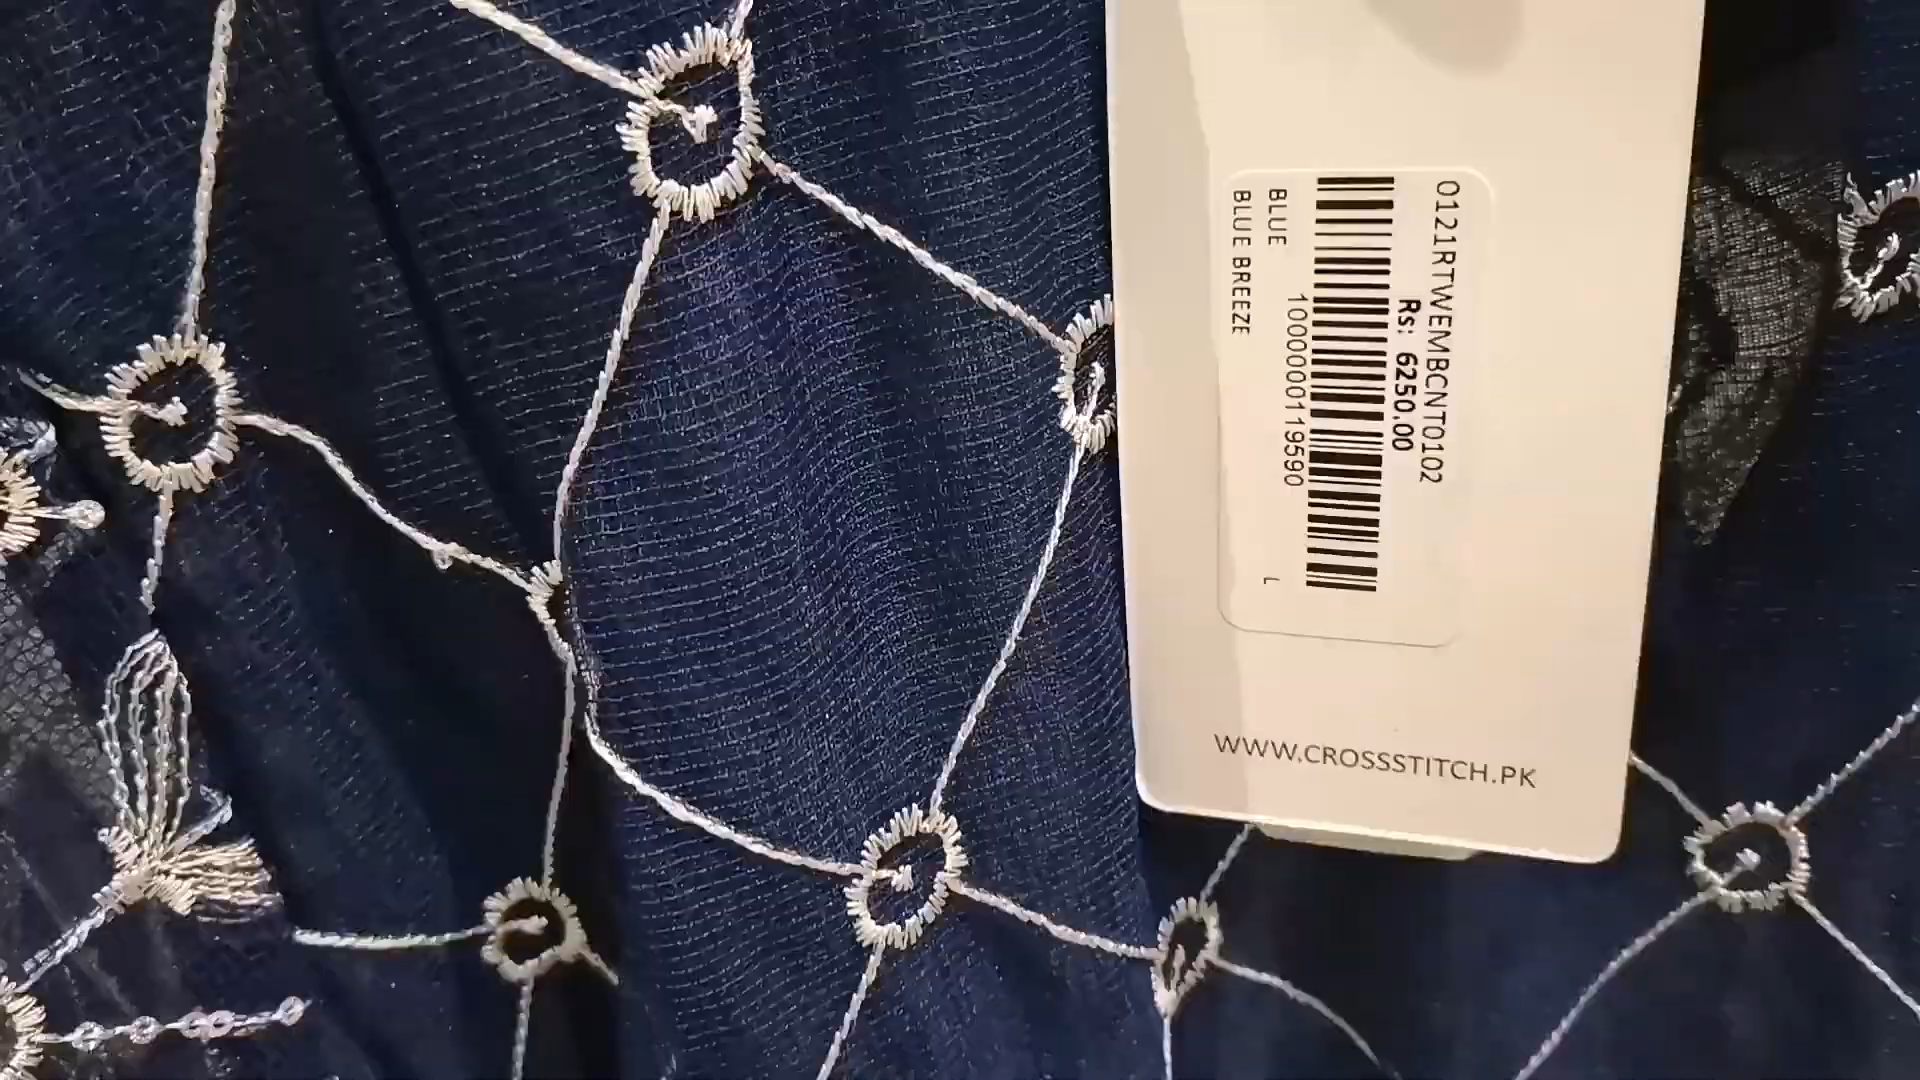 0121RTWEMBCNT0102
Rs: 6250.00
1000000119590
BLUE
L
BLUE BREEZE
WWW.CROSSSTITCH.PK